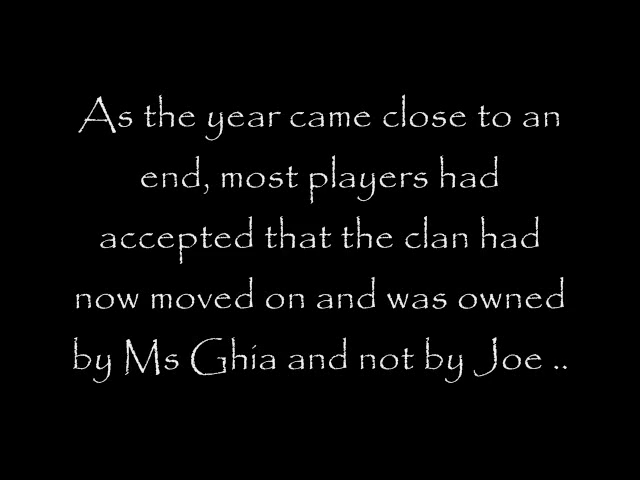 As the year came close to an
end, most players had
accepted that the clan had
now moved on and was owned
by Ms Ghia and not by Joe ..